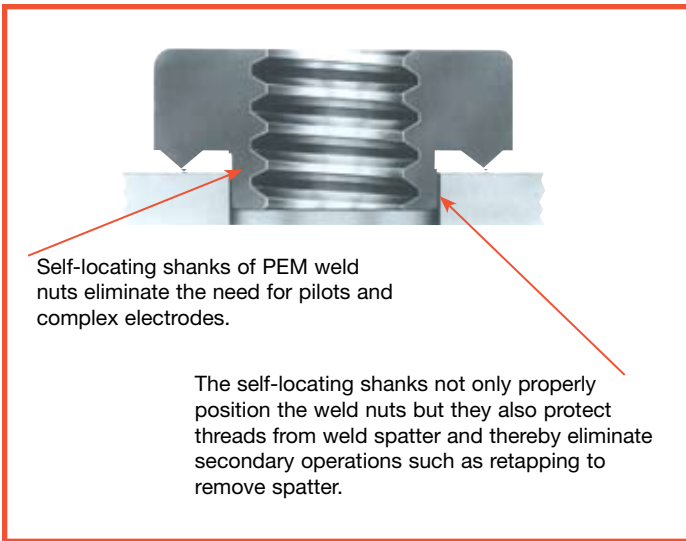 Self-locating shanks of PEM weld
nuts eliminate the need for pilots and
complex electrodes.
The self-locating shanks not only properly
position the weld nuts but they also protect
threads from weld spatter and thereby eliminate
secondary operations such as retapping to
remove spatter.